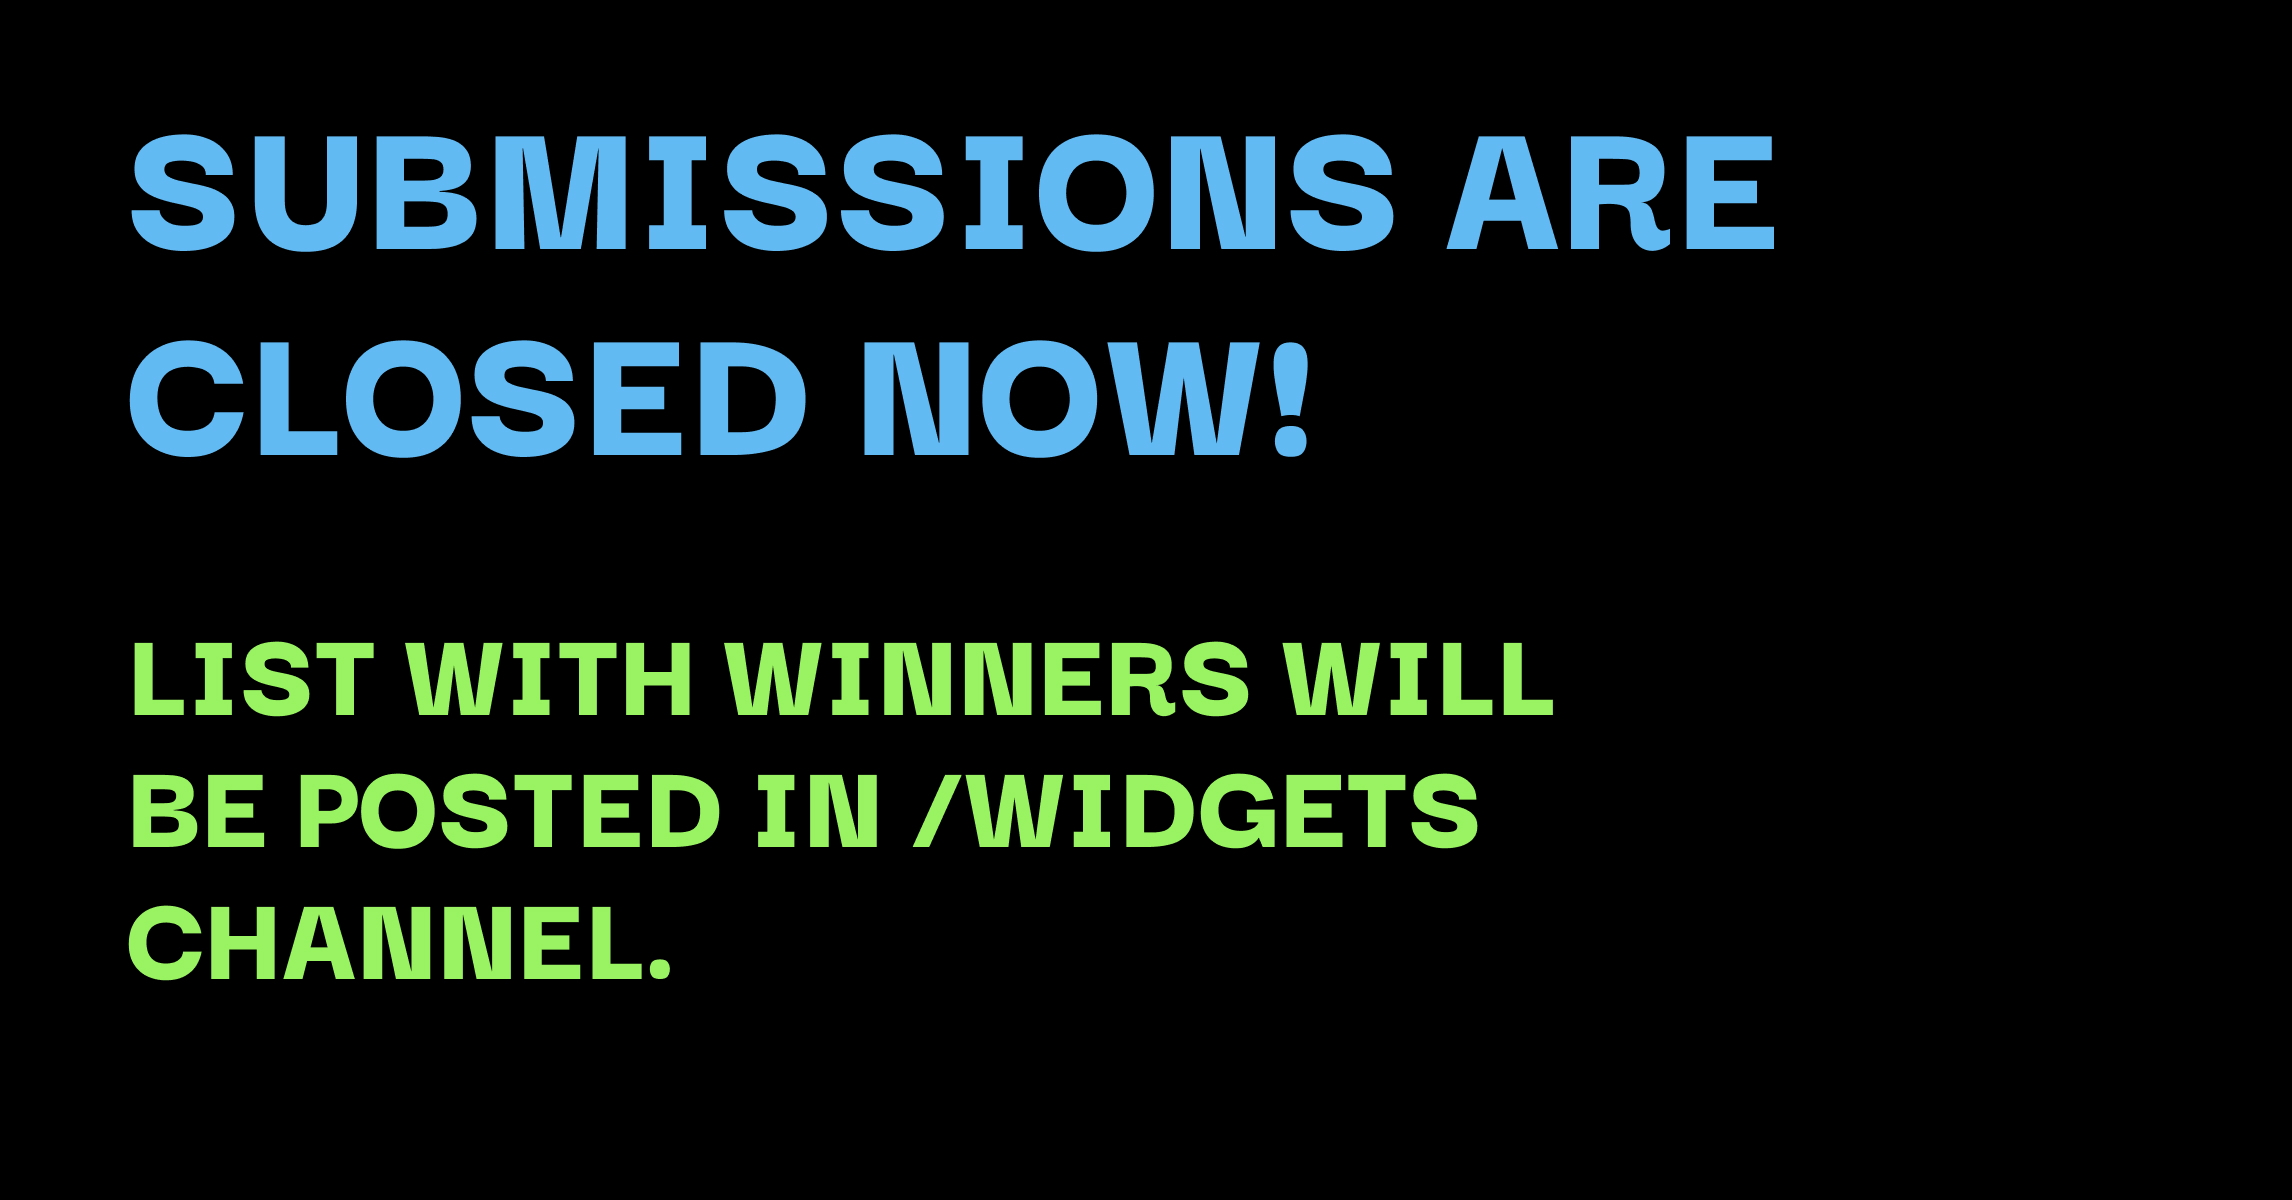 SUBMISSIONS ARE
CLOSED NOW!
LIST WITH WINNERS WILL
BE POSTED IN /WIDGETS
CHANNEL.